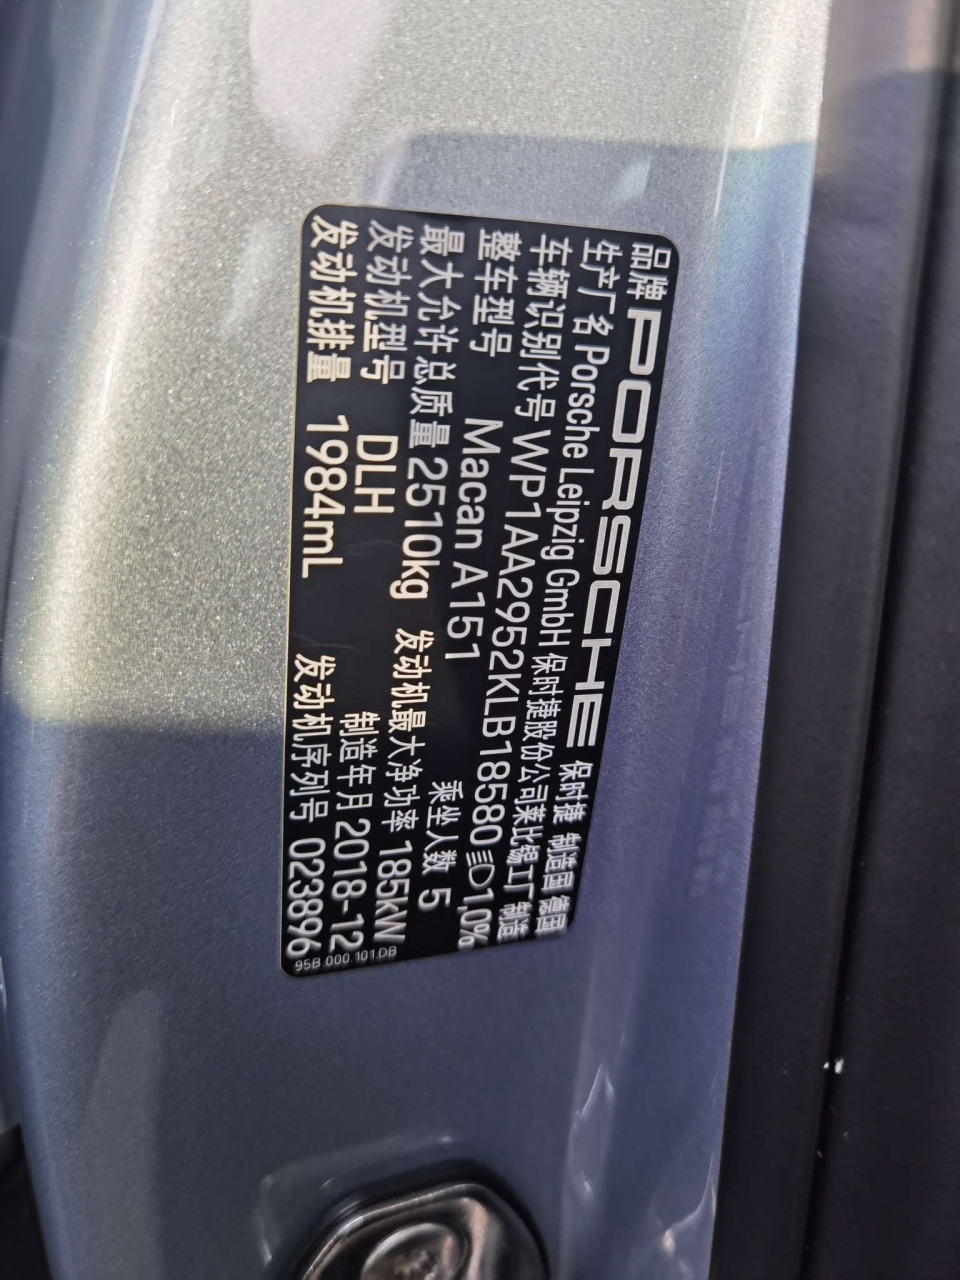 品牌 PORSCHE 保时捷 制造国 德国
生产厂名 Porsche Leipzig GmbH 保时捷股份公司莱比锡工厂 制造
车辆识别代号 WP1AA2952KLB18580 1,0%
整车型号 Macan A151 乘坐人数 5
最大允许总质量 2510kg 发动机最大净功率 185KW
发动机型号 DLH 制造年月 2018-12
发动机排量 1984mL 发动机序列号 023896
95B.000.101.DB